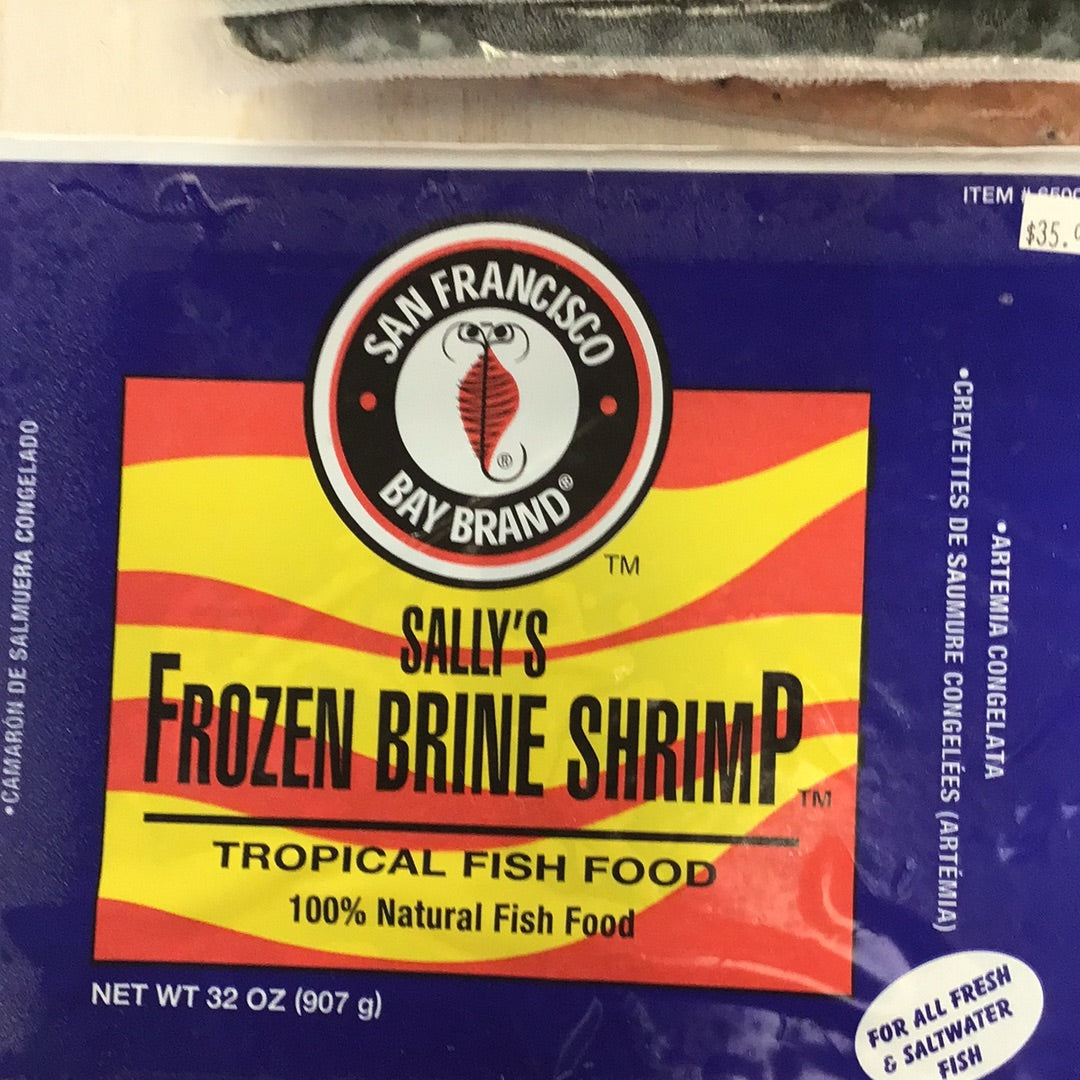 ITEM #
$35.
SAN FRANCISCO
BAY BRAND®
®
TM
SALLY'S
FROZEN BRINE SHRIMP
TM
TROPICAL FISH FOOD
100% Natural Fish Food
NET WT 32 OZ (907 g)
•CAMARÓN DE SALMUERA CONGELADO
•CREVETTES DE SAUMURE CONGELÉES (ARTÉMIA)
•ARTEMIA CONGELATA
FOR ALL FRESH
& SALTWATER
FISH